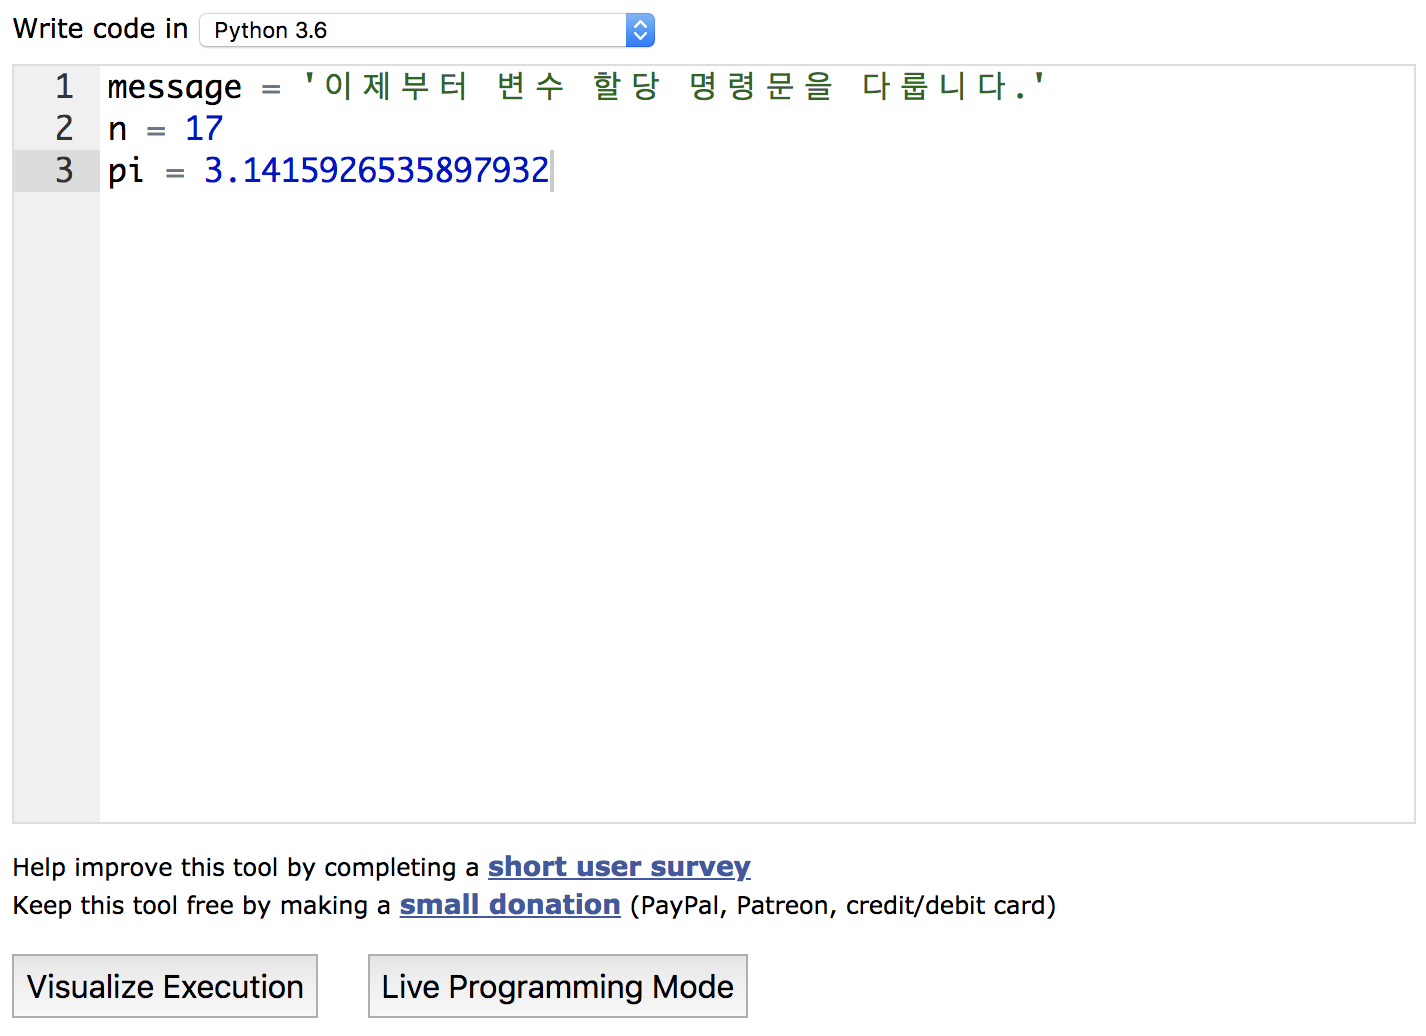 Write code in Python 3.6
1 message = '이제부터 변수 할당 명령문을 다룹니다.'
2 n = 17
3 pi = 3.1415926535897932
Help improve this tool by completing a short user survey
Keep this tool free by making a small donation (PayPal, Patreon, credit/debit card)
Visualize Execution Live Programming Mode